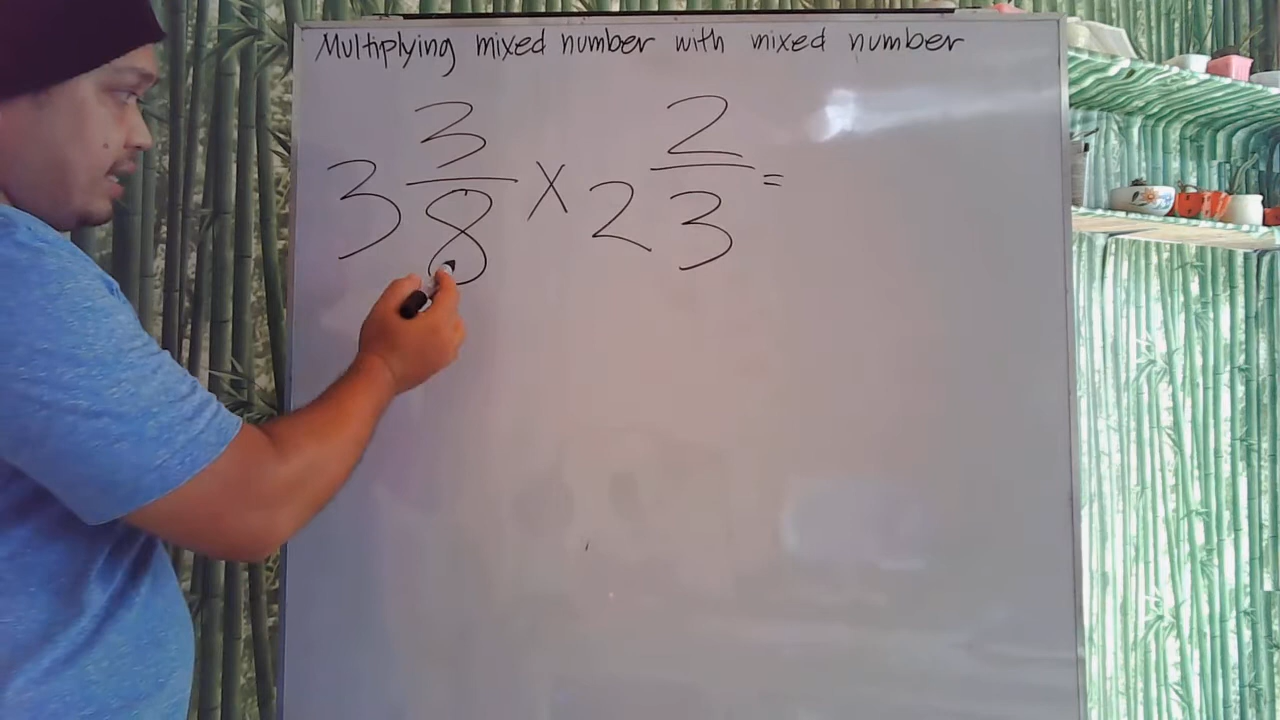 Multiplying mixed number with mixed number
3 3/8 x 2 2/3 =